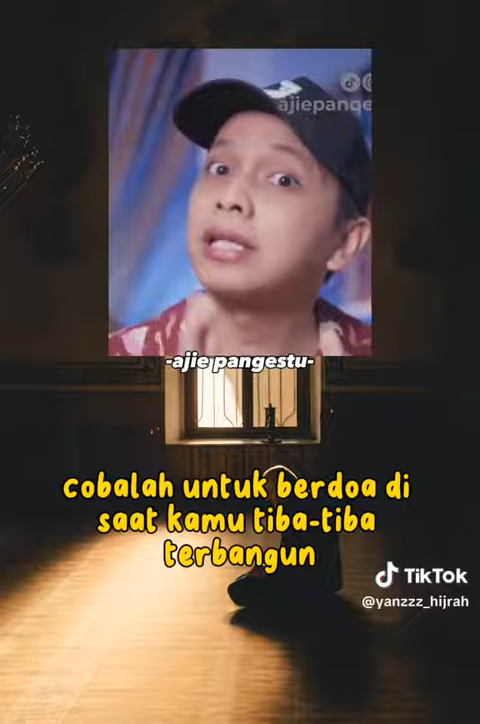 ajiepange
-ajie pangestu-
cobalah untuk berdoa di
saat kamu tiba-tiba
terbangun
TikTok
@yanzzz_hijrah